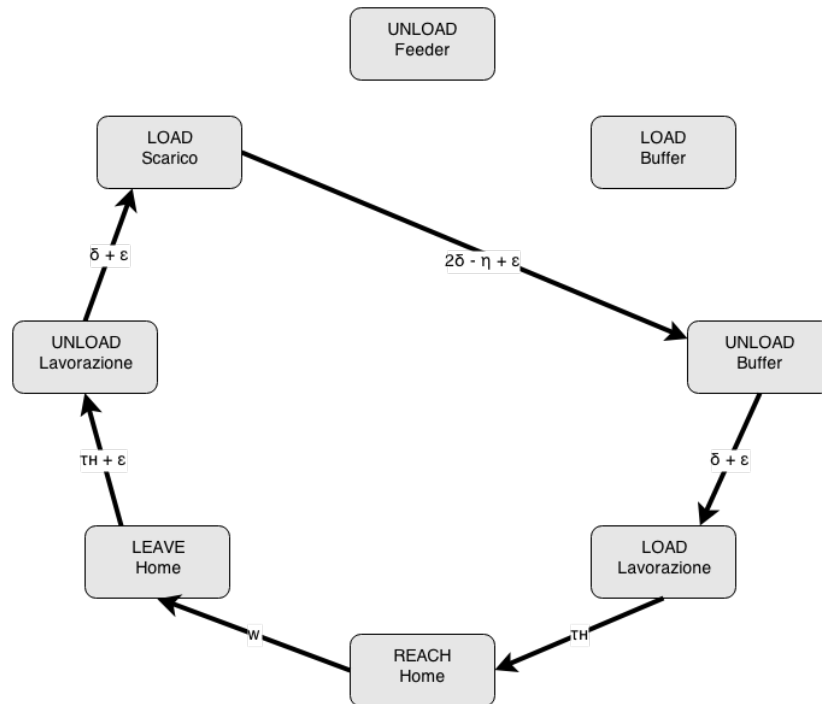 UNLOAD
Feeder
LOAD
Scarico
LOAD
Buffer
δ + ε
2δ - η + ε
UNLOAD
Lavorazione
UNLOAD
Buffer
τH + ε
δ + ε
LEAVE
Home
LOAD
Lavorazione
w
τH
REACH
Home